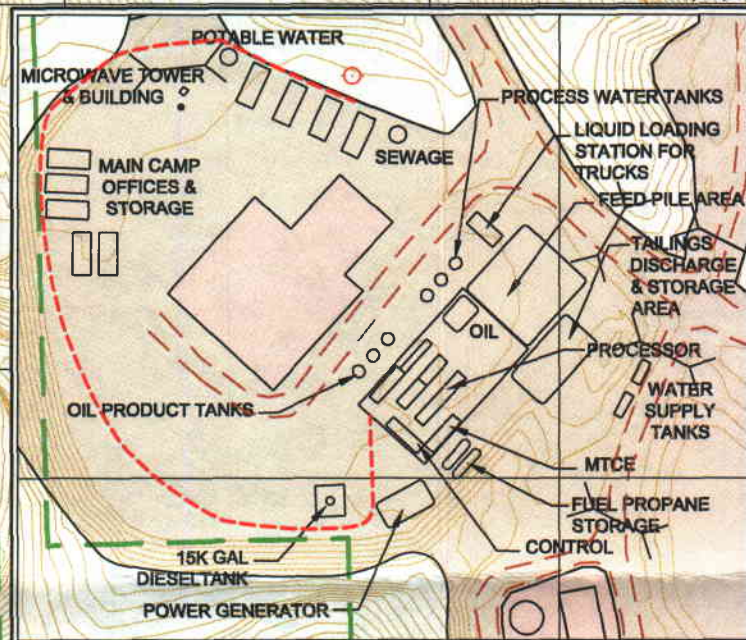 POTABLE WATER
MICROWAVE TOWER
& BUILDING
PROCESS WATER TANKS
LIQUID LOADING
STATION FOR
TRUCKS
SEWAGE
MAIN CAMP
OFFICES &
STORAGE
FEED PILE AREA
TAILINGS
DISCHARGE
& STORAGE
AREA
OIL
PROCESSOR
WATER
SUPPLY
TANKS
OIL PRODUCT TANKS
MTCE
FUEL PROPANE
STORAGE
CONTROL
15K GAL
DIESELTANK
POWER GENERATOR